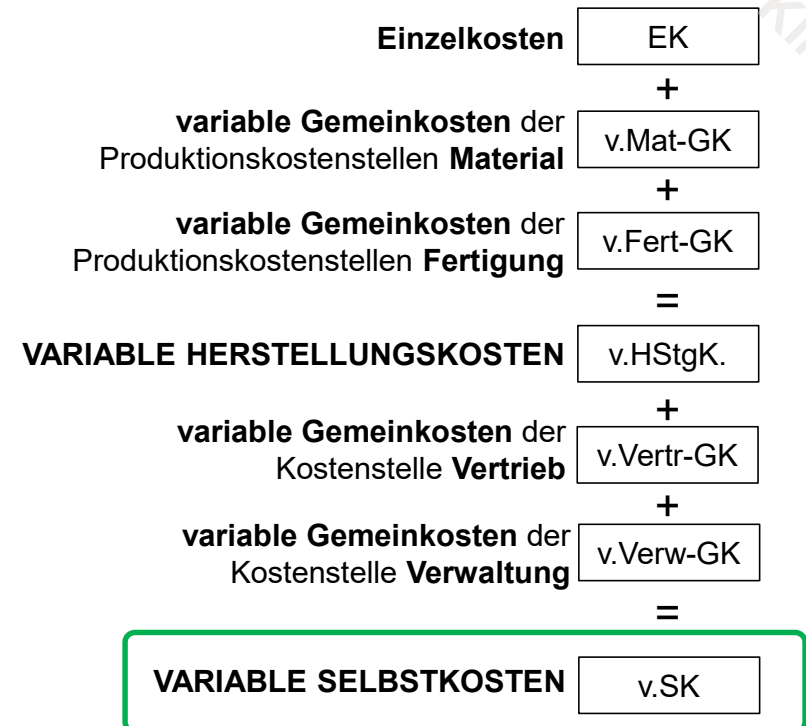 Einzelkosten EK
+
variable Gemeinkosten der
Produktionskostenstellen Material v.Mat-GK
+
variable Gemeinkosten der
Produktionskostenstellen Fertigung v.Fert-GK
=
VARIABLE HERSTELLUNGSKOSTEN v.HStgK.
+
variable Gemeinkosten der
Kostenstelle Vertrieb v.Vertr-GK
+
variable Gemeinkosten der
Kostenstelle Verwaltung v.Verw-GK
=
VARIABLE SELBSTKOSTEN v.SK